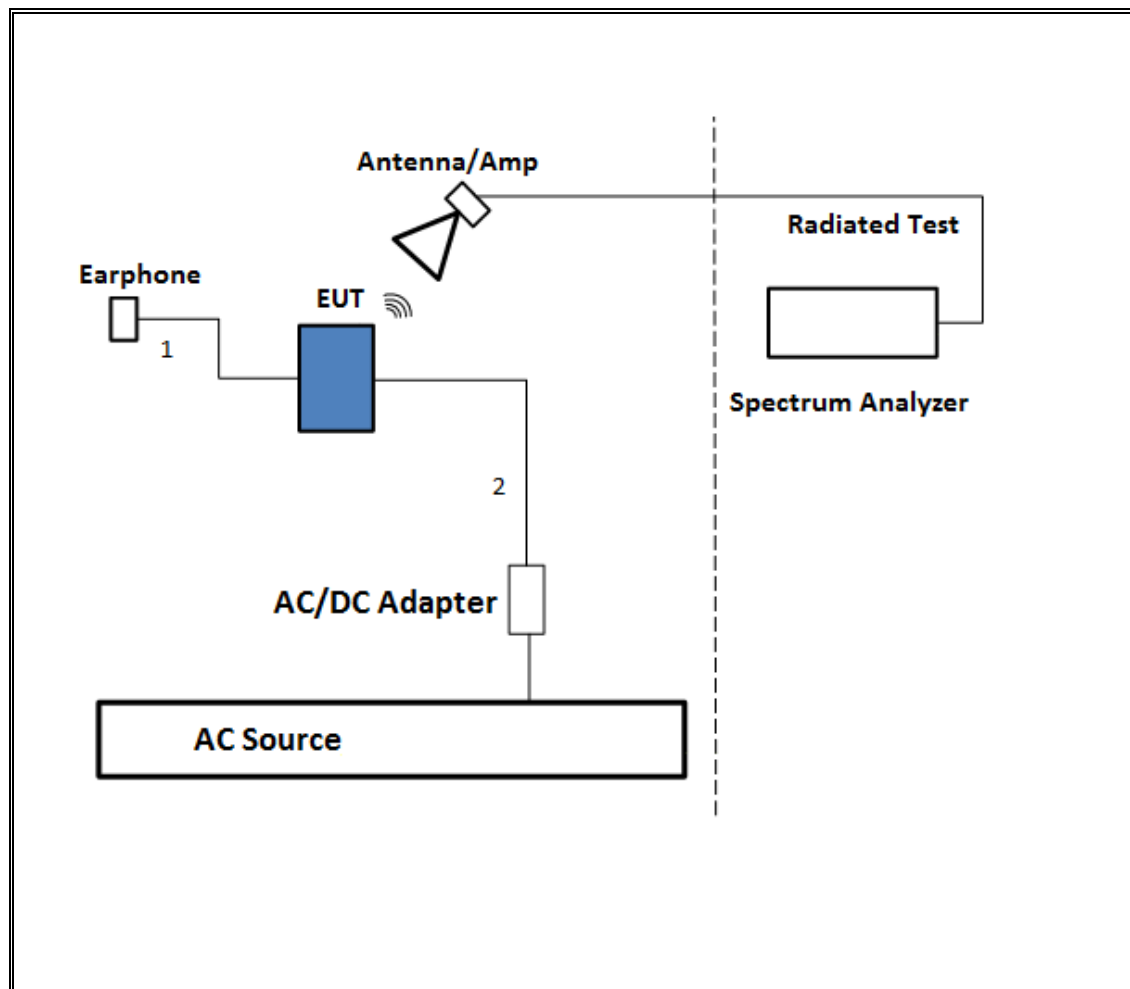 Antenna/Amp
Radiated Test
Earphone
EUT
1
Spectrum Analyzer
2
AC/DC Adapter
AC Source